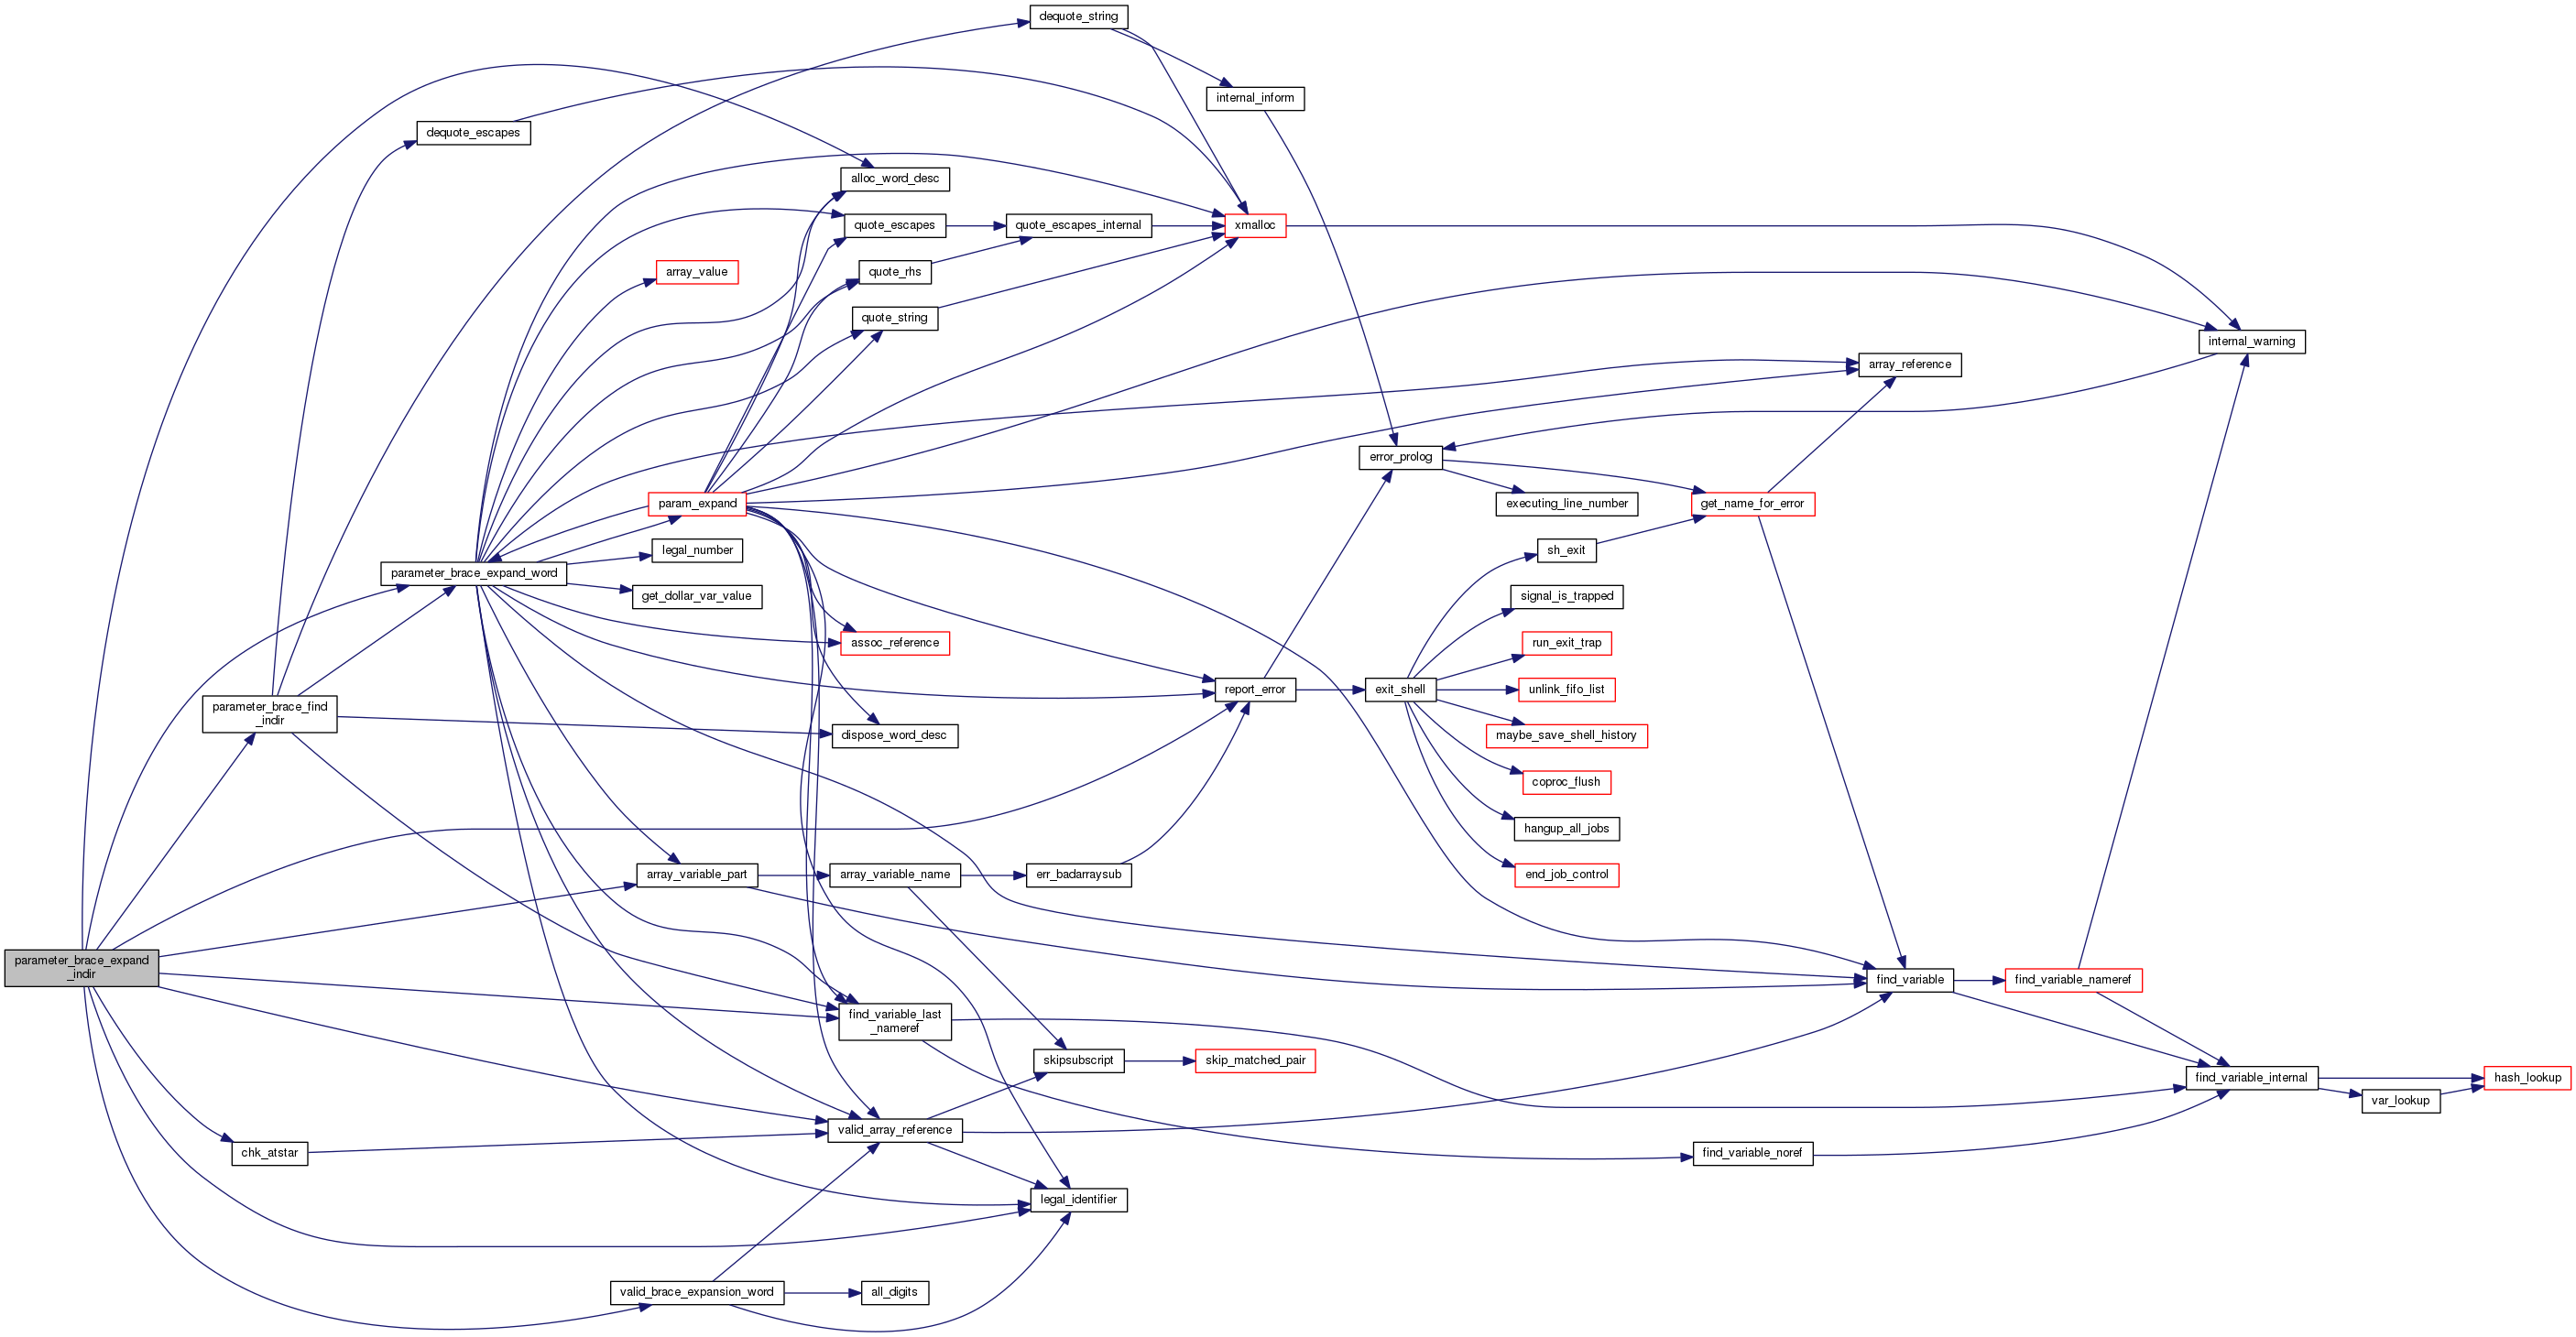 dequote_string
internal_inform
dequote_escapes
alloc_word_desc
quote_escapes
quote_escapes_internal
xmalloc
array_value
quote_rhs
quote_string
internal_warning
array_reference
error_prolog
param_expand
executing_line_number
get_name_for_error
legal_number
sh_exit
parameter_brace_expand_word
get_dollar_var_value
signal_is_trapped
assoc_reference
run_exit_trap
parameter_brace_find
_indir
report_error
exit_shell
unlink_fifo_list
dispose_word_desc
maybe_save_shell_history
coproc_flush
hangup_all_jobs
array_variable_part
array_variable_name
err_badarraysub
end_job_control
parameter_brace_expand
_indir
find_variable
find_variable_nameref
find_variable_last
_nameref
skipsubscript
skip_matched_pair
find_variable_internal
hash_lookup
var_lookup
valid_array_reference
chk_atstar
find_variable_noref
legal_identifier
valid_brace_expansion_word
all_digits